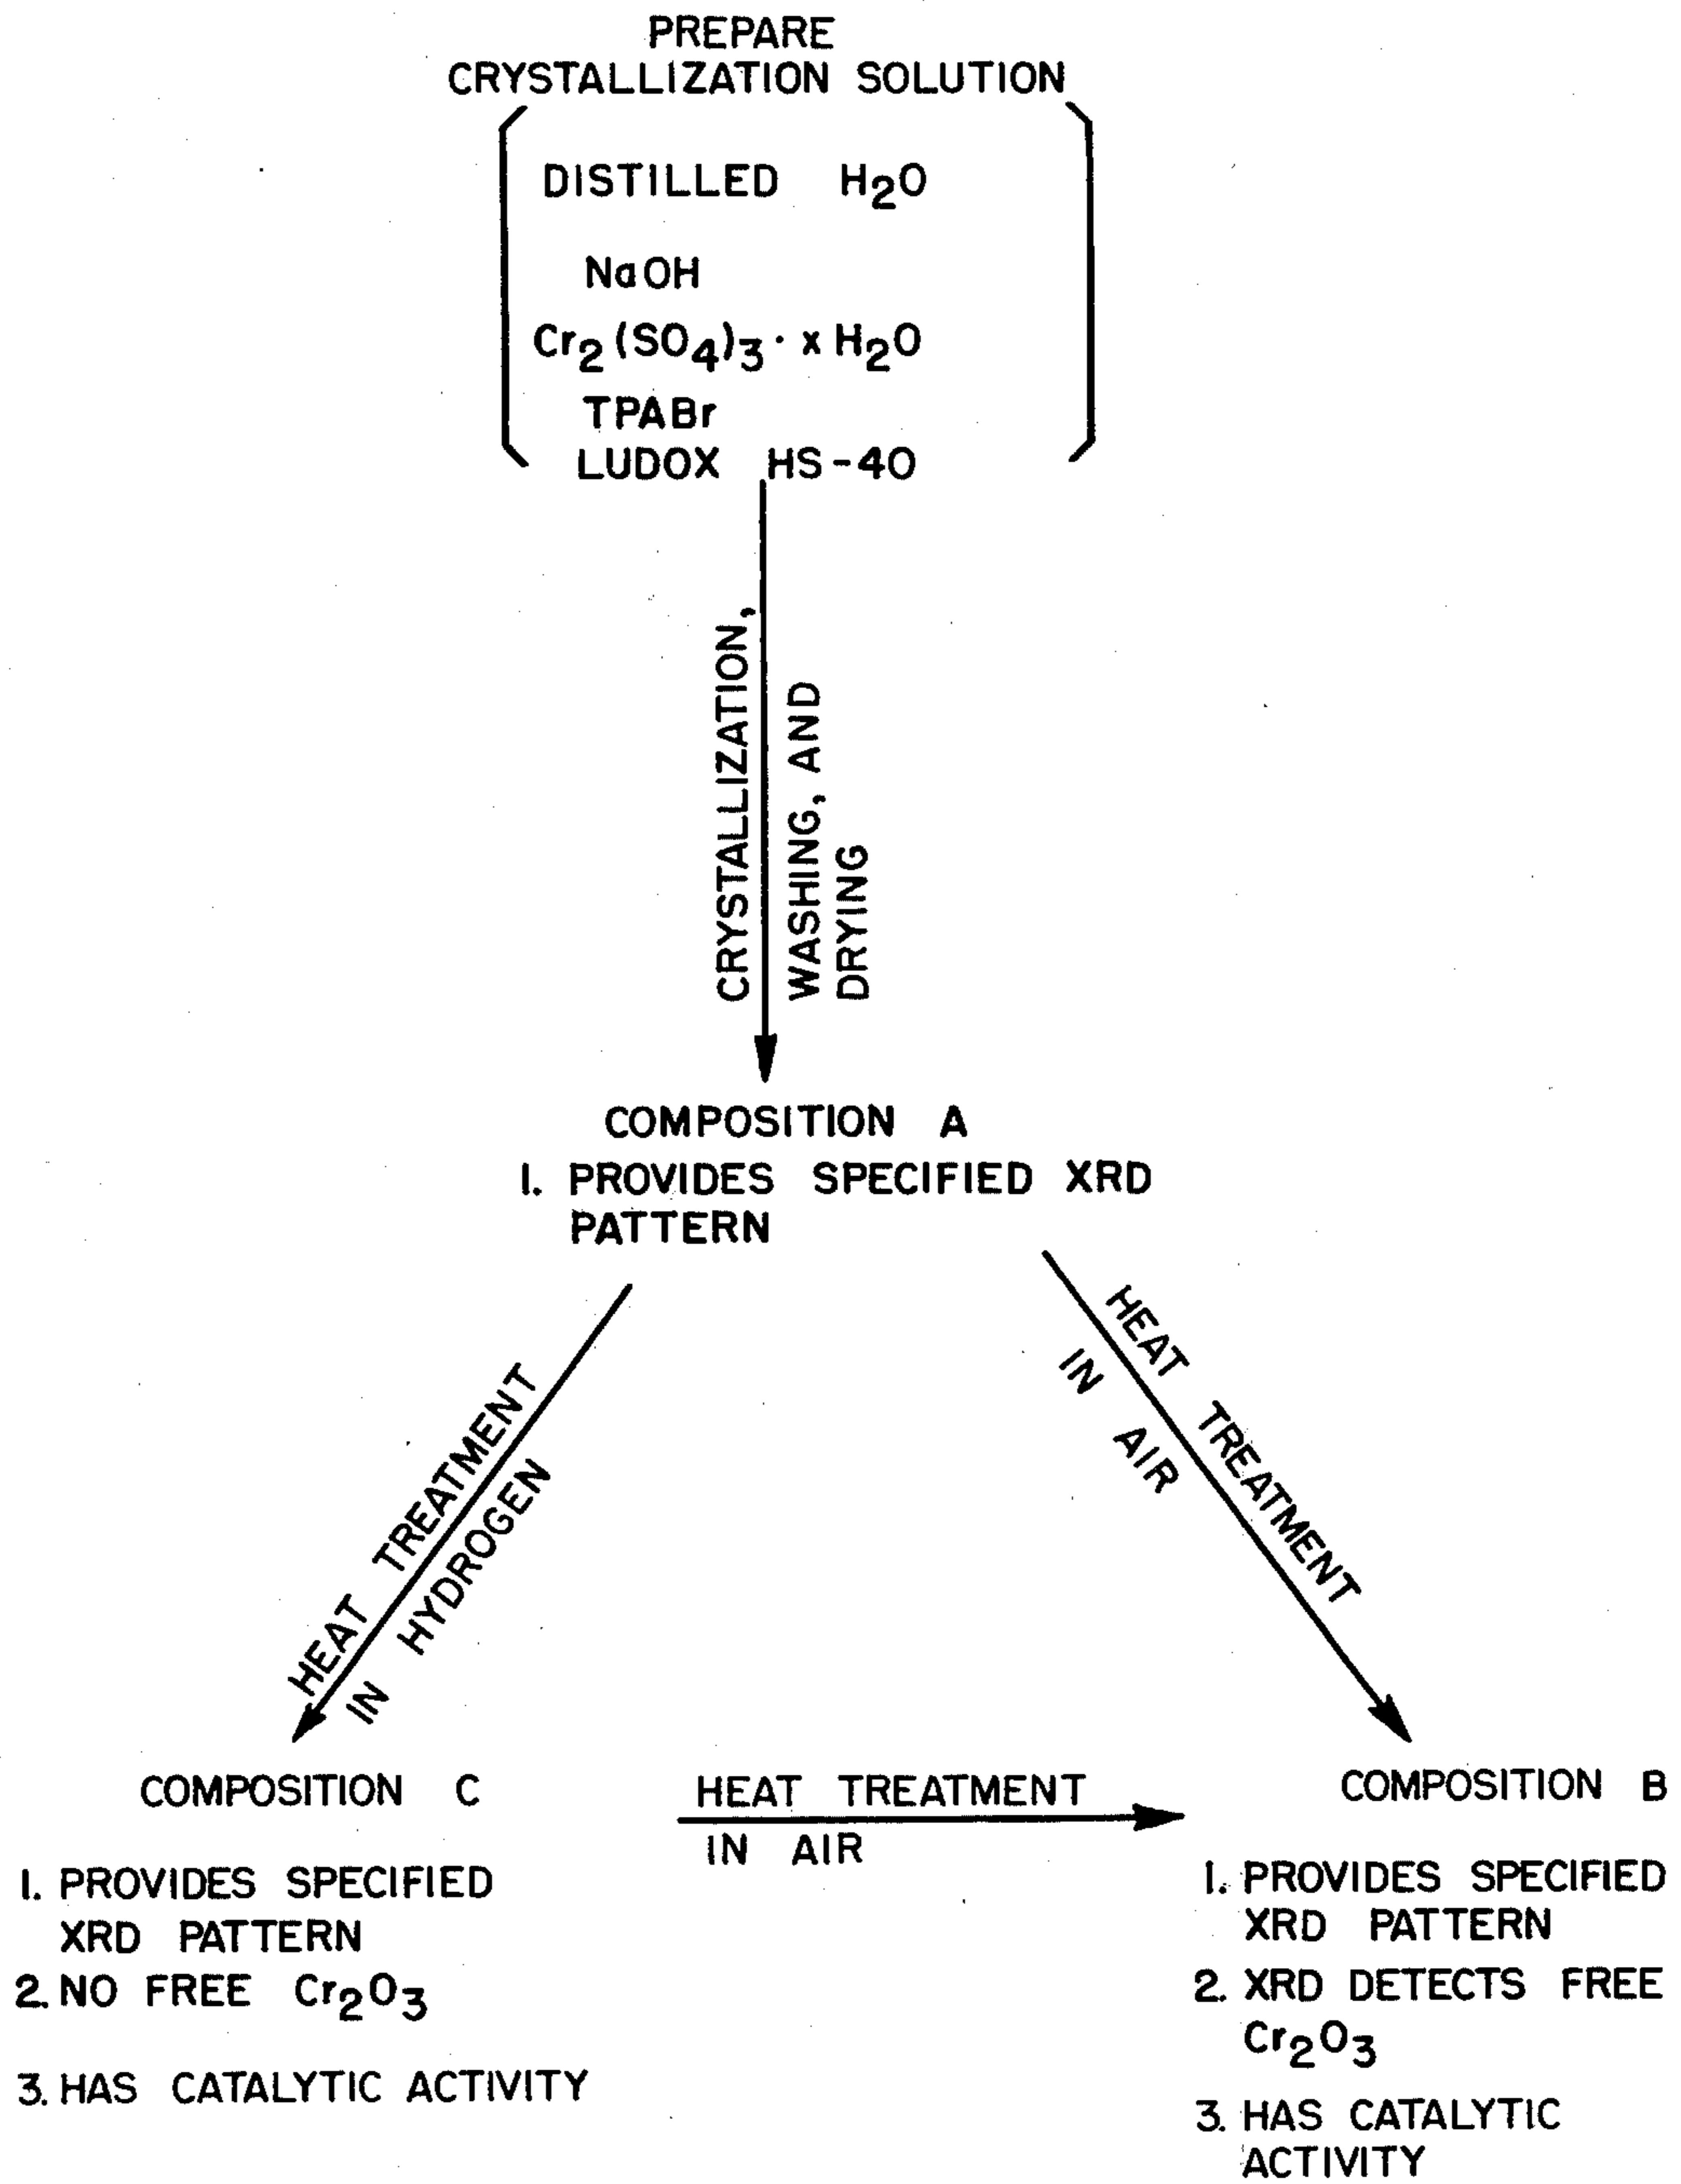 PREPARE
CRYSTALLIZATION SOLUTION
DISTILLED H2O
NaOH
Cr2(SO4)3 · x H2O
TPABr
LUDOX HS-40
CRYSTALLIZATION,
WASHING, AND
DRYING
COMPOSITION A
1. PROVIDES SPECIFIED XRD
PATTERN
HEAT TREATMENT
IN HYDROGEN
HEAT TREATMENT
IN AIR
COMPOSITION C
1. PROVIDES SPECIFIED
XRD PATTERN
2. NO FREE Cr2O3
3. HAS CATALYTIC ACTIVITY
HEAT TREATMENT
IN AIR
COMPOSITION B
1. PROVIDES SPECIFIED
XRD PATTERN
2. XRD DETECTS FREE
Cr2O3
3. HAS CATALYTIC
ACTIVITY